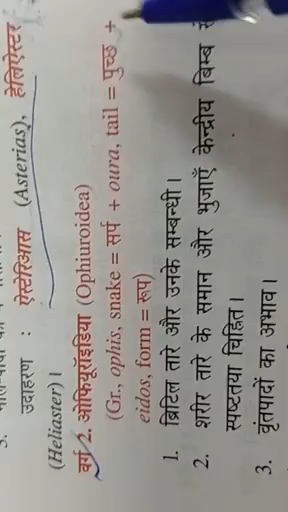 उदाहरण : ऐस्टेरिआस (Asterias), हेलिऐस्टर
(Heliaster)।
वर्ग 2. ओफियूराइडिया (Ophiuroidea)
(Gr., ophis, snake = सर्प + oura, tail = पुच्छ +
eidos, form = रूप)
1. ब्रिटिल तारे और उनके सम्बन्धी।
2. शरीर तारे के समान और भुजाएँ केन्द्रीय बिम्ब से
स्पष्टतया चिह्नित।
3. वृंतपादों का अभाव।